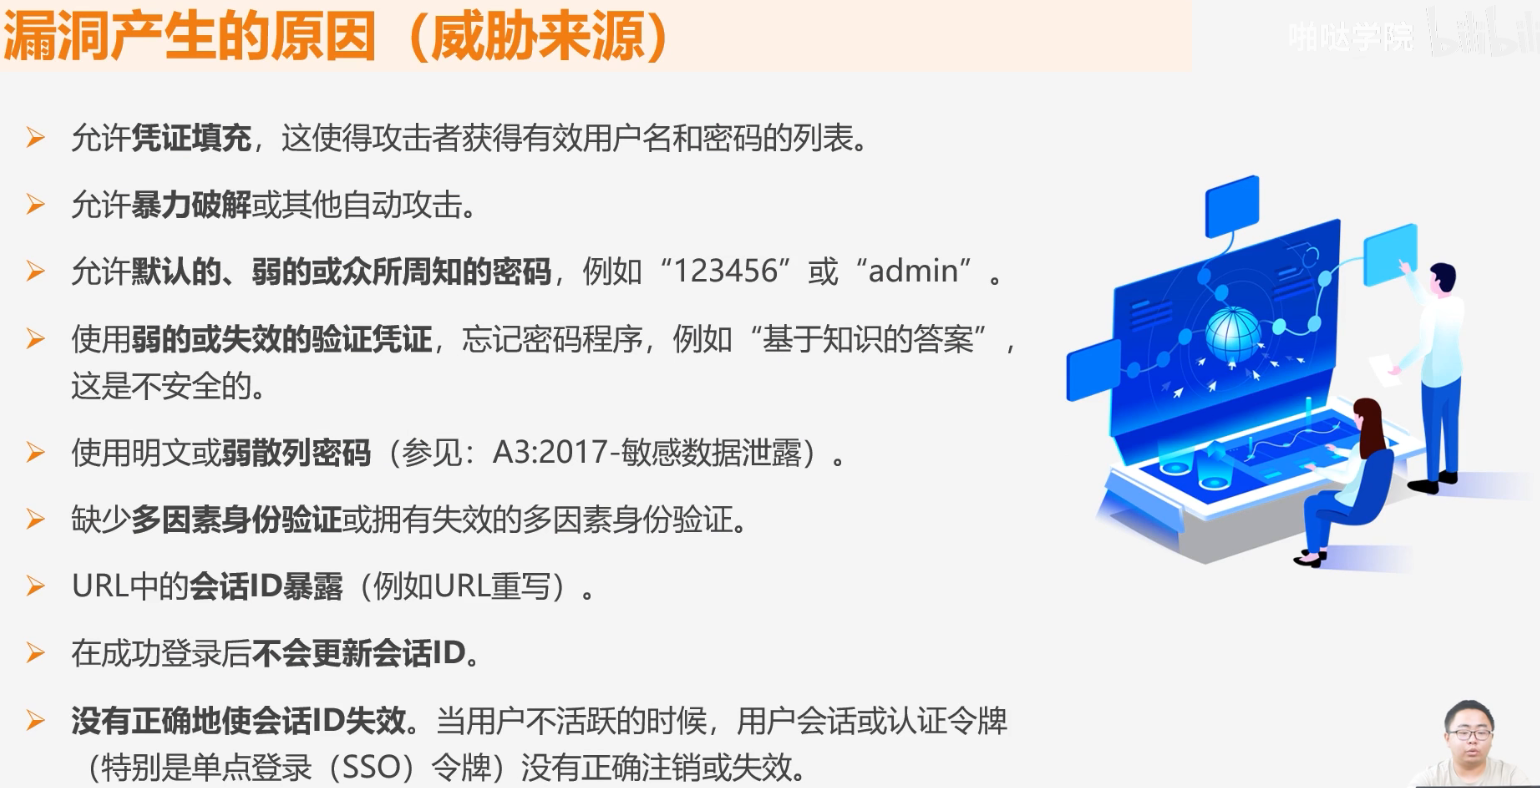 漏洞产生的原因（威胁来源）
啪哒学院 bilibili
允许凭证填充，这使得攻击者获得有效用户名和密码的列表。
允许暴力破解或其他自动攻击。
允许默认的、弱的或众所周知的密码，例如“123456”或“admin”。
使用弱的或失效的验证凭证，忘记密码程序，例如“基于知识的答案”，
这是不安全的。
使用明文或弱散列密码（参见：A3:2017-敏感数据泄露）。
缺少多因素身份验证或拥有失效的多因素身份验证。
URL中的会话ID暴露（例如URL重写）。
在成功登录后不会更新会话ID。
没有正确地使会话ID失效。当用户不活跃的时候，用户会话或认证令牌
（特别是单点登录（SSO）令牌）没有正确注销或失效。